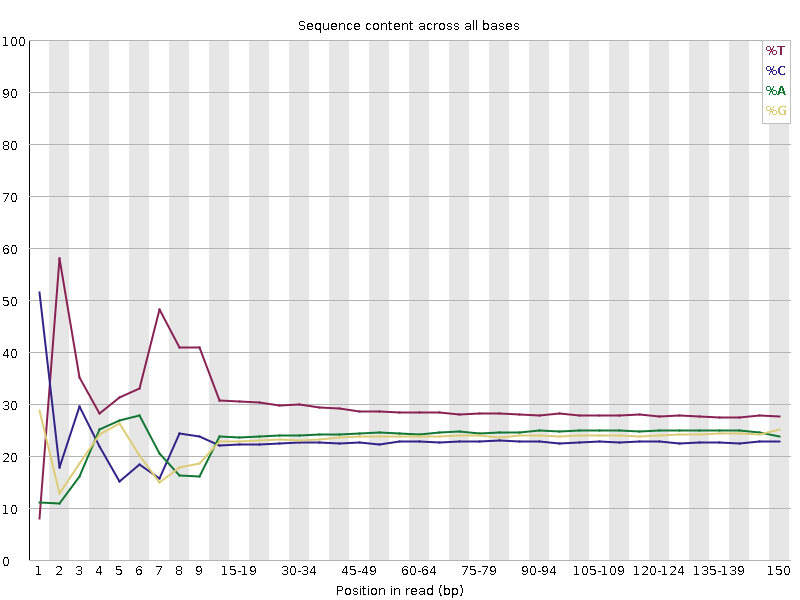 Sequence content across all bases
100
90
80
70
60
50
40
30
20
10
0
%T
%C
%A
%G
1 2 3 4 5 6 7 8 9 15-19 30-34 45-49 60-64 75-79 90-94 105-109 120-124 135-139 150
Position in read (bp)